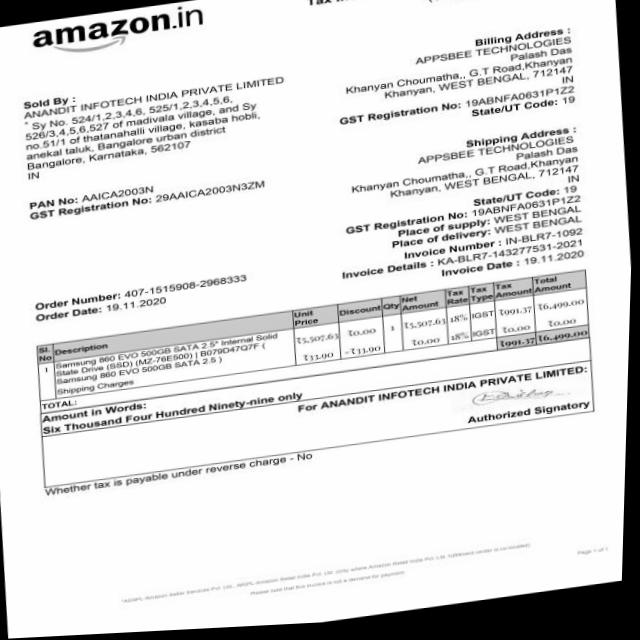 amazon.in
Tax
Sold By :
ANANDIT INFOTECH INDIA PRIVATE LIMITED
* Sy No. 524/1,2,3,4,6, 525/1,2,3,4,5,6,
526/3,4,5,6,527 of madivala village, and Sy
no.51/1 of thatanahalli village, kasaba hobli,
anekal taluk, Bangalore urban district
Bangalore, Karnataka, 562107
IN
PAN No: AAICA2003N
GST Registration No: 29AAICA2003N3ZM
Order Number: 407-1515908-2968333
Order Date: 19.11.2020
Billing Address :
APPSBEE TECHNOLOGIES
Palash Das
Khanyan Choumatha,, G.T Road,Khanyan
Khanyan, WEST BENGAL, 712147
IN
GST Registration No: 19ABNFA0631P1Z2
State/UT Code: 19
Shipping Address :
APPSBEE TECHNOLOGIES
Palash Das
Khanyan Choumatha,, G.T Road,Khanyan
Khanyan, WEST BENGAL, 712147
IN
State/UT Code: 19
GST Registration No: 19ABNFA0631P1Z2
Place of supply: WEST BENGAL
Place of delivery: WEST BENGAL
Invoice Number : IN-BLR7-1092
Invoice Details : KA-BLR7-143277531-2021
Invoice Date : 19.11.2020
Sl. No Description Unit Price Discount Qty Net Amount Tax Rate Tax Type Tax Amount Total Amount
1 Samsung 860 EVO 500GB SATA 2.5" Internal Solid
State Drive (SSD) (MZ-76E500) | B079D47Q7F (
Samsung 860 EVO 500GB SATA 2.5 )
₹5,507.63 ₹0.00 1 ₹5,507.63 18% IGST ₹991.37 ₹6,499.00
Shipping Charges ₹33.90 -₹33.90 ₹0.00 18% IGST ₹0.00 ₹0.00
TOTAL: ₹991.37 ₹6,499.00
Amount in Words:
Six Thousand Four Hundred Ninety-nine only
For ANANDIT INFOTECH INDIA PRIVATE LIMITED:
Authorized Signatory
Whether tax is payable under reverse charge - No
Please note that this invoice is not a demand for payment
Page 1 of 1